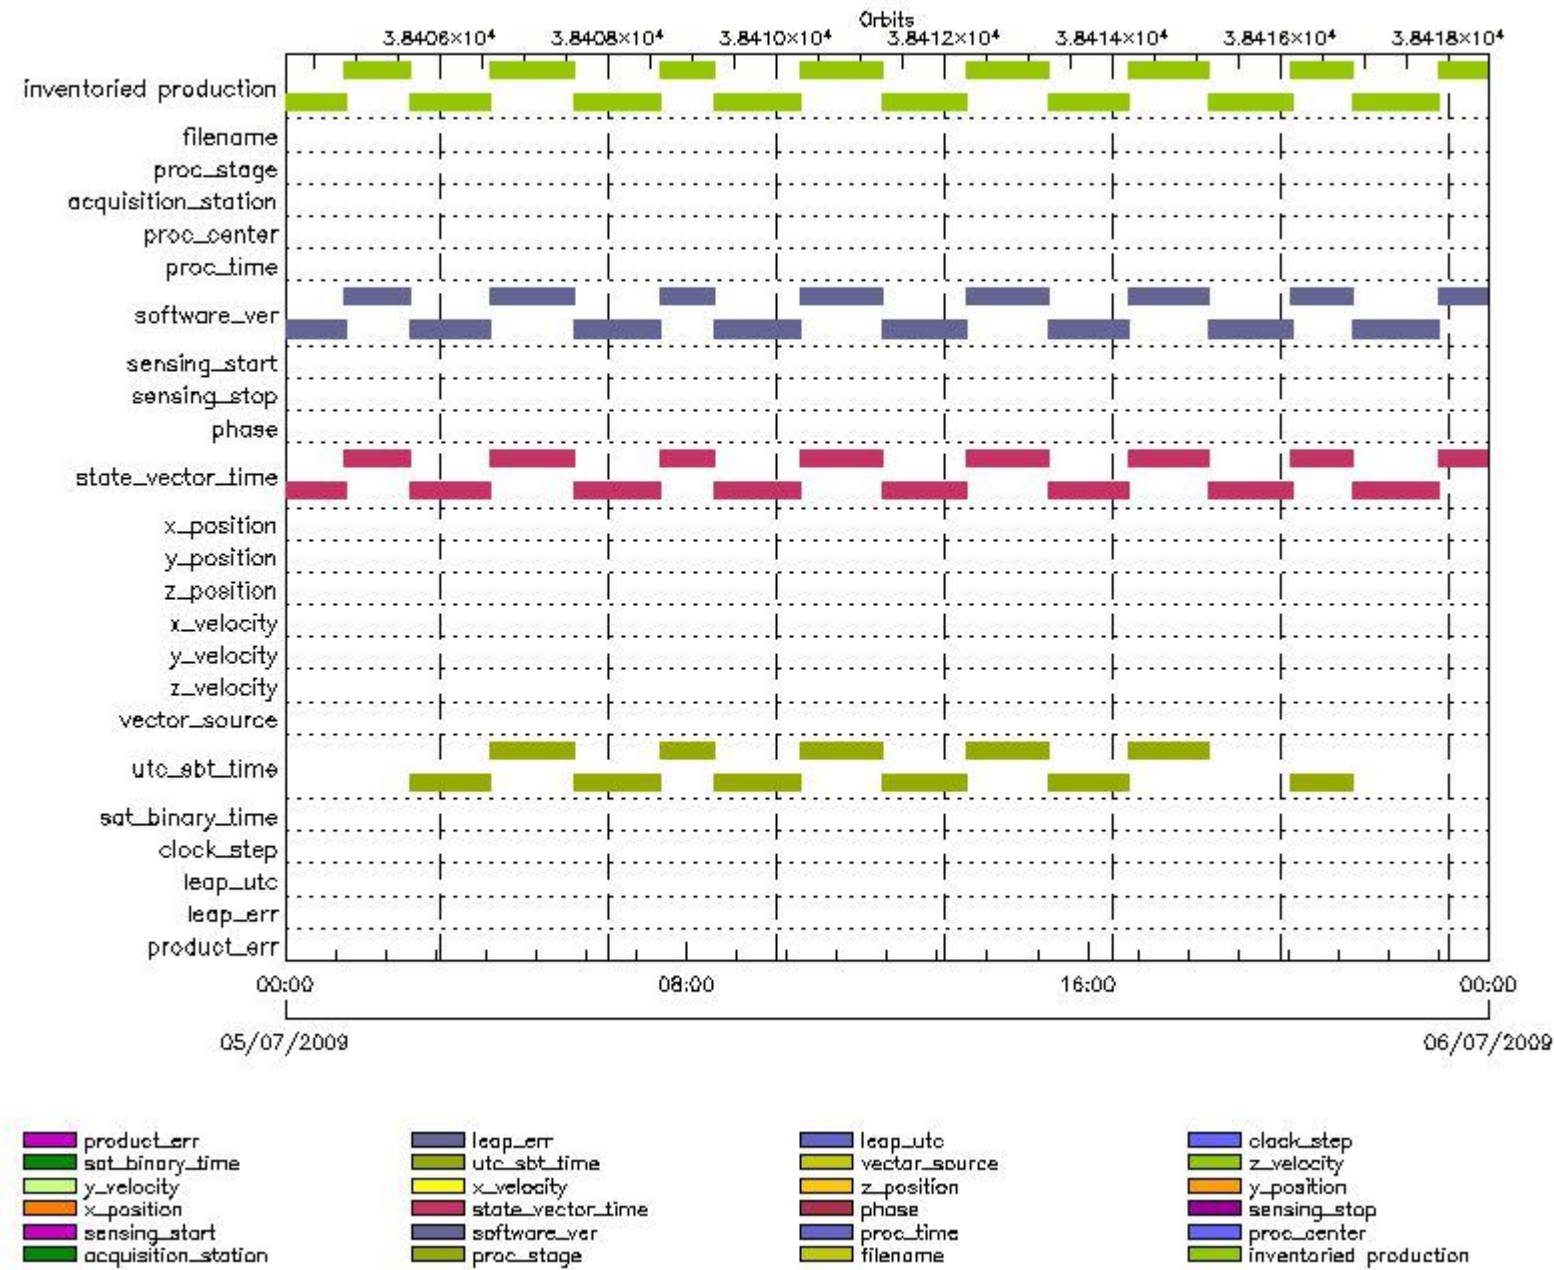 Orbits
3.8406×10⁴ 3.8408×10⁴ 3.8410×10⁴ 3.8412×10⁴ 3.8414×10⁴ 3.8416×10⁴ 3.8418×10⁴
inventoried production
filename
proc_stage
acquisition_station
proc_center
proc_time
software_ver
sensing_start
sensing_stop
phase
state_vector_time
x_position
y_position
z_position
x_velocity
y_velocity
z_velocity
vector_source
utc_sbt_time
sat_binary_time
clock_step
leap_utc
leap_err
product_err
00:00 08:00 16:00 00:00
05/07/2009 06/07/2009
product_err leap_err leap_utc clock_step
sat_binary_time utc_sbt_time vector_source z_velocity
y_velocity x_velocity z_position y_position
x_position state_vector_time phase sensing_stop
sensing_start software_ver proc_time proc_center
acquisition_station proc_stage filename inventoried production